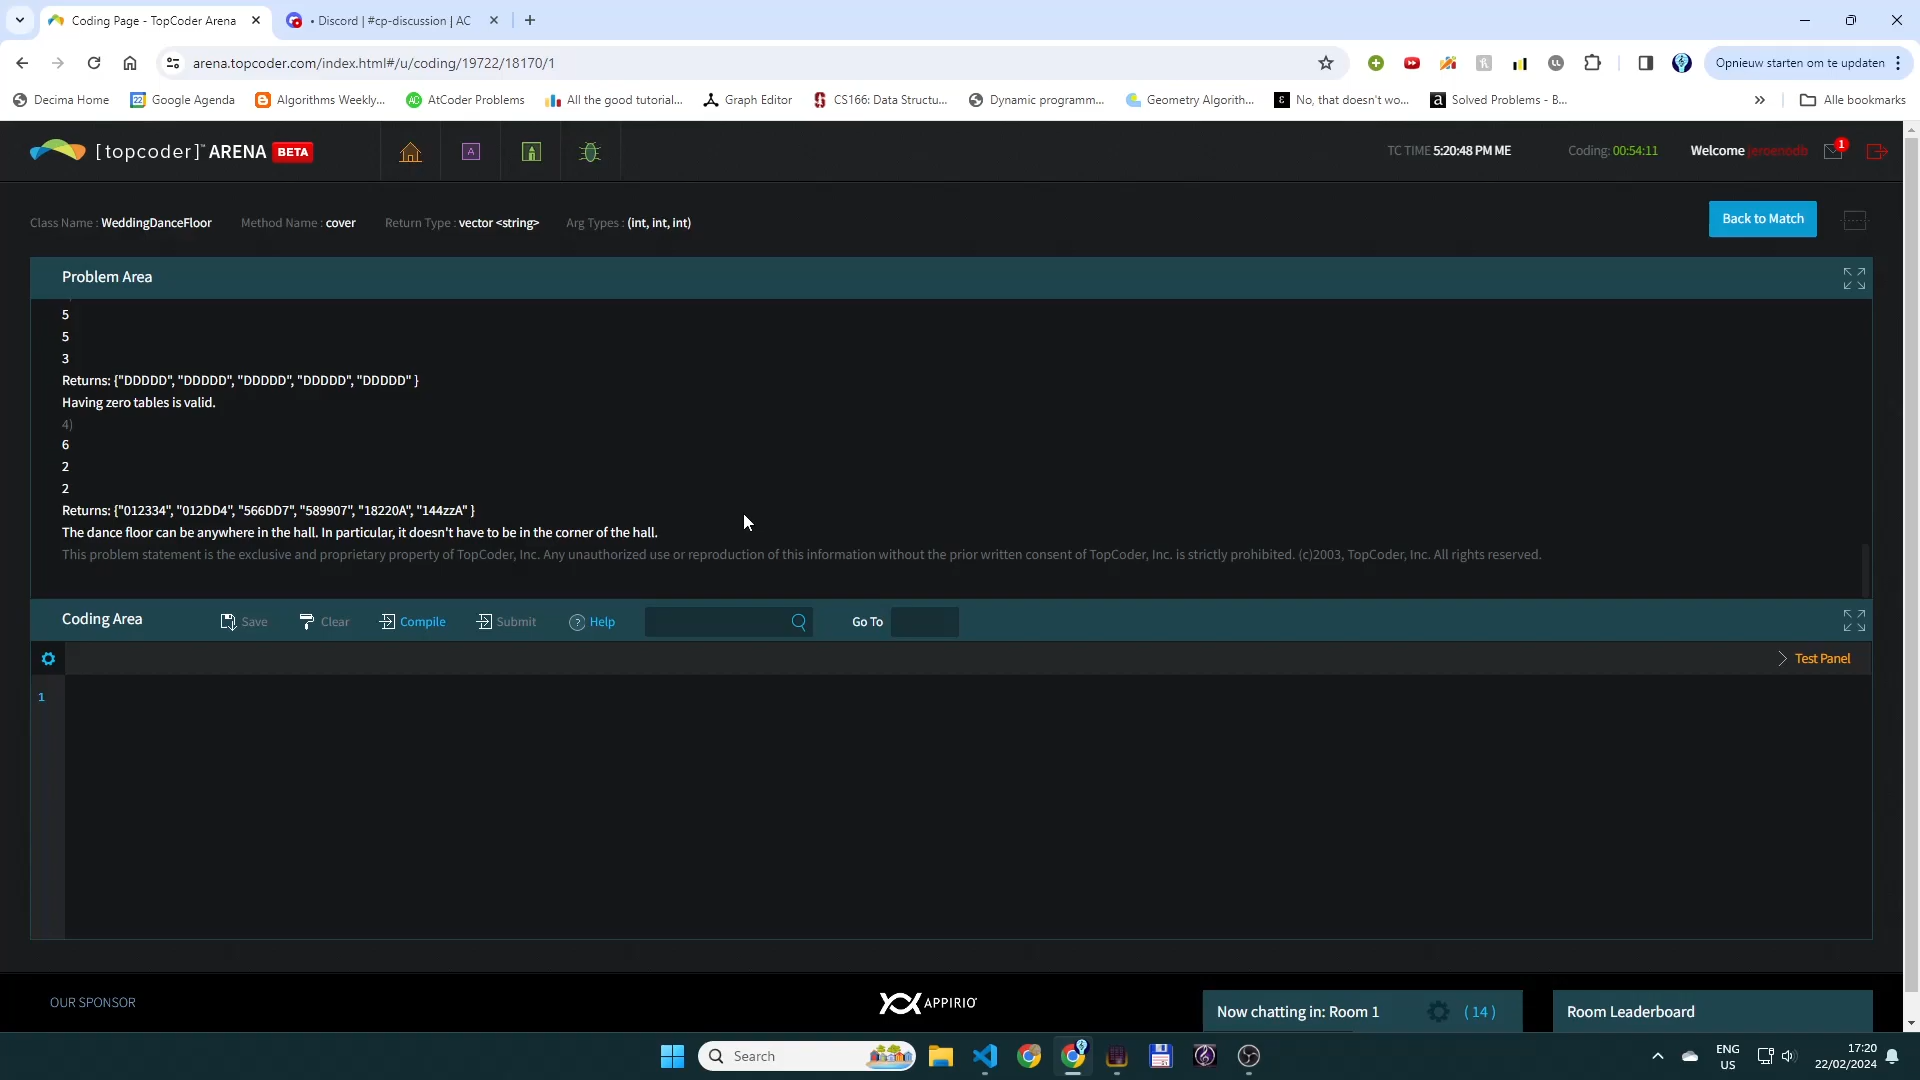 Coding Page - TopCoder Arena
• Discord | #cp-discussion | AC
arena.topcoder.com/index.html#/u/coding/19722/18170/1
Opnieuw starten om te updaten
Decima Home
Google Agenda
Algorithms Weekly...
AtCoder Problems
All the good tutorial...
Graph Editor
CS166: Data Structu...
Dynamic programm...
Geometry Algorith...
No, that doesn't wo...
Solved Problems - B...
Alle bookmarks
[topcoder]™ ARENA BETA
TC TIME 5:20:48 PM ME
Coding: 00:54:11
Welcome jeroenodb
1
Class Name : WeddingDanceFloor
Method Name : cover
Return Type : vector <string>
Arg Types : (int, int, int)
Back to Match
Problem Area
5
5
3
Returns: {"DDDDD", "DDDDD", "DDDDD", "DDDDD", "DDDDD" }
Having zero tables is valid.
4)
6
2
2
Returns: {"012334", "012DD4", "566DD7", "589907", "18220A", "144zzA" }
The dance floor can be anywhere in the hall. In particular, it doesn't have to be in the corner of the hall.
This problem statement is the exclusive and proprietary property of TopCoder, Inc. Any unauthorized use or reproduction of this information without the prior written consent of TopCoder, Inc. is strictly prohibited. (c)2003, TopCoder, Inc. All rights reserved.
Coding Area
Save
Clear
Compile
Submit
Help
Go To
Test Panel
1
OUR SPONSOR
APPIRIO
Now chatting in: Room 1
( 14 )
Room Leaderboard
Search
ENG
US
17:20
22/02/2024